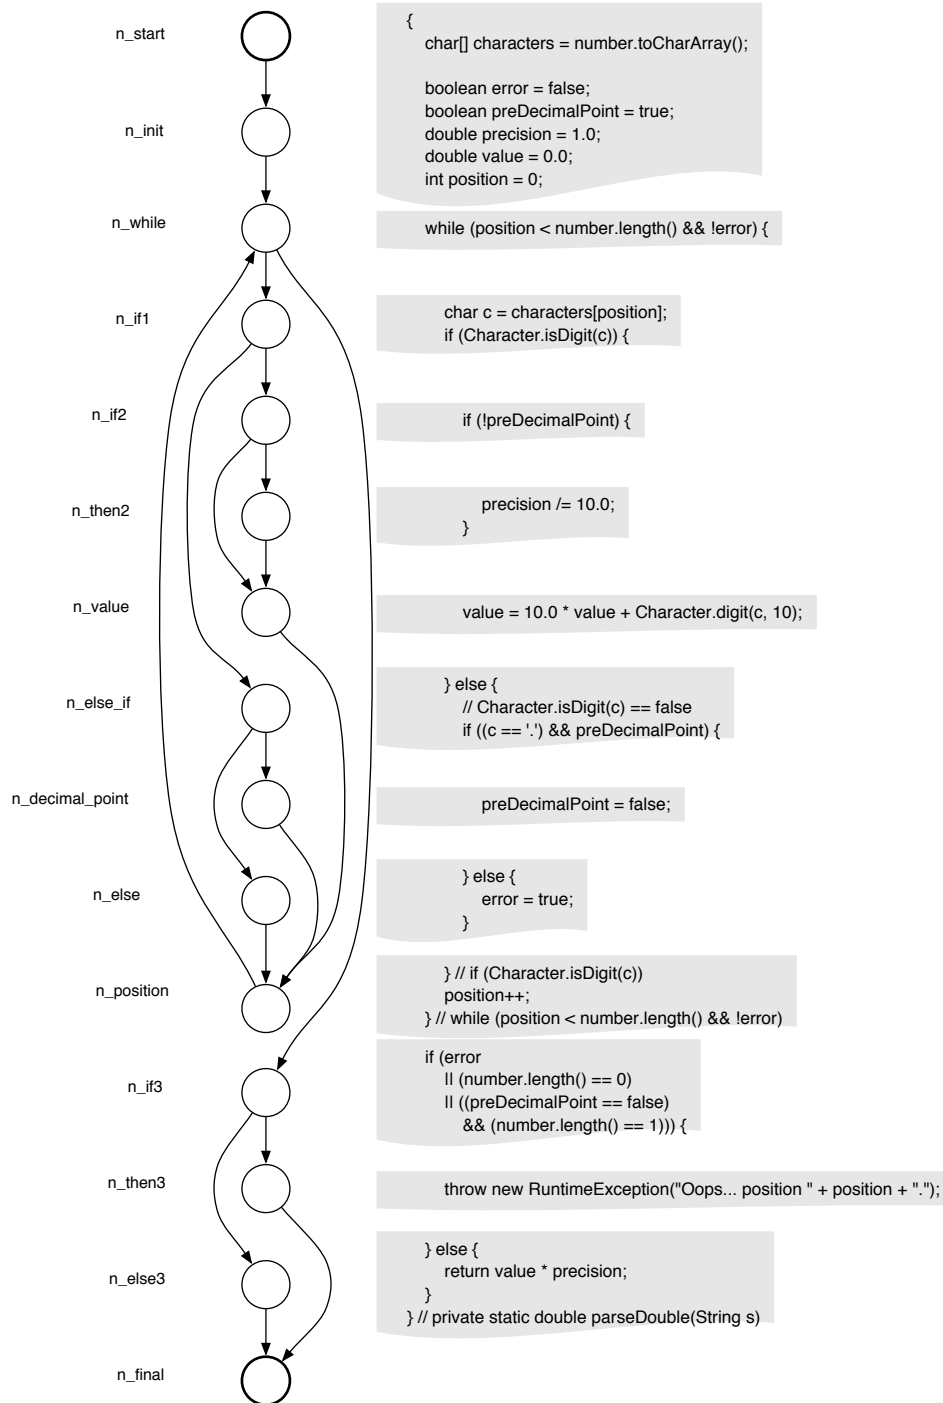 n_start
{
char[] characters = number.toCharArray();
boolean error = false;
boolean preDecimalPoint = true;
n_init
double precision = 1.0;
double value = 0.0;
int position = 0;
n_while
while (position < number.length() && !error) {
n_if1
char c = characters[position];
if (Character.isDigit(c)) {
n_if2
if (!preDecimalPoint) {
n_then2
precision /= 10.0;
}
n_value
value = 10.0 * value + Character.digit(c, 10);
n_else_if
} else {
// Character.isDigit(c) == false
if ((c == '.') && preDecimalPoint) {
n_decimal_point
preDecimalPoint = false;
n_else
} else {
error = true;
}
n_position
} // if (Character.isDigit(c))
position++;
} // while (position < number.length() && !error)
n_if3
if (error
|| (number.length() == 0)
|| ((preDecimalPoint == false)
&& (number.length() == 1))) {
n_then3
throw new RuntimeException("Oops... position " + position + ".");
n_else3
} else {
return value * precision;
}
} // private static double parseDouble(String s)
n_final